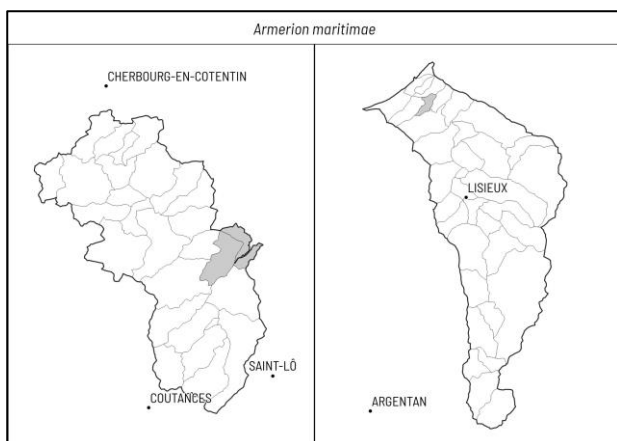 Armerion maritimae
CHERBOURG-EN-COTENTIN
SAINT-LÔ
COUTANCES
LISIEUX
ARGENTAN